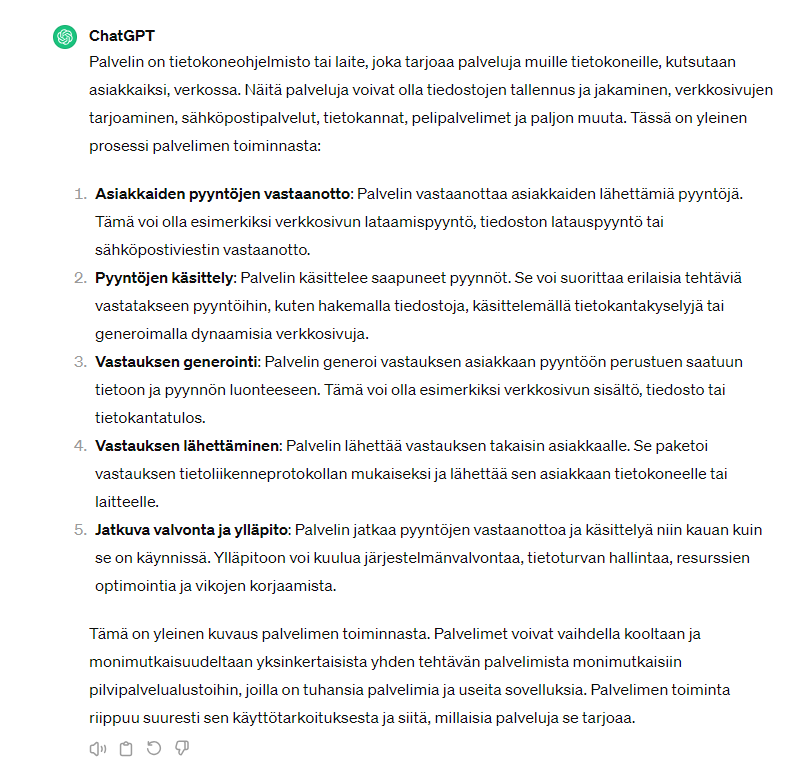 ChatGPT
Palvelin on tietokoneohjelmisto tai laite, joka tarjoaa palveluja muille tietokoneille, kutsutaan
asiakkaiksi, verkossa. Näitä palveluja voivat olla tiedostojen tallennus ja jakaminen, verkkosivujen
tarjoaminen, sähköpostipalvelut, tietokannat, pelipalvelimet ja paljon muuta. Tässä on yleinen
prosessi palvelimen toiminnasta:
1. Asiakkaiden pyyntöjen vastaanotto: Palvelin vastaanottaa asiakkaiden lähettämiä pyyntöjä.
Tämä voi olla esimerkiksi verkkosivun lataamispyyntö, tiedoston latauspyyntö tai
sähköpostiviestin vastaanotto.
2. Pyyntöjen käsittely: Palvelin käsittelee saapuneet pyynnöt. Se voi suorittaa erilaisia tehtäviä
vastatakseen pyyntöihin, kuten hakemalla tiedostoja, käsittelemällä tietokantakyselyjä tai
generoimalla dynaamisia verkkosivuja.
3. Vastauksen generointi: Palvelin generoi vastauksen asiakkaan pyyntöön perustuen saatuun
tietoon ja pyynnön luonteeseen. Tämä voi olla esimerkiksi verkkosivun sisältö, tiedosto tai
tietokantatulos.
4. Vastauksen lähettäminen: Palvelin lähettää vastauksen takaisin asiakkaalle. Se paketoi
vastauksen tietoliikenneprotokollan mukaiseksi ja lähettää sen asiakkaan tietokoneelle tai
laitteelle.
5. Jatkuva valvonta ja ylläpito: Palvelin jatkaa pyyntöjen vastaanottoa ja käsittelyä niin kauan kuin
se on käynnissä. Ylläpitoon voi kuulua järjestelmänvalvontaa, tietoturvan hallintaa, resurssien
optimointia ja vikojen korjaamista.
Tämä on yleinen kuvaus palvelimen toiminnasta. Palvelimet voivat vaihdella kooltaan ja
monimutkaisuudeltaan yksinkertaisista yhden tehtävän palvelimista monimutkaisiin
pilvipalvelualustoihin, joilla on tuhansia palvelimia ja useita sovelluksia. Palvelimen toiminta
riippuu suuresti sen käyttötarkoituksesta ja siitä, millaisia palveluja se tarjoaa.